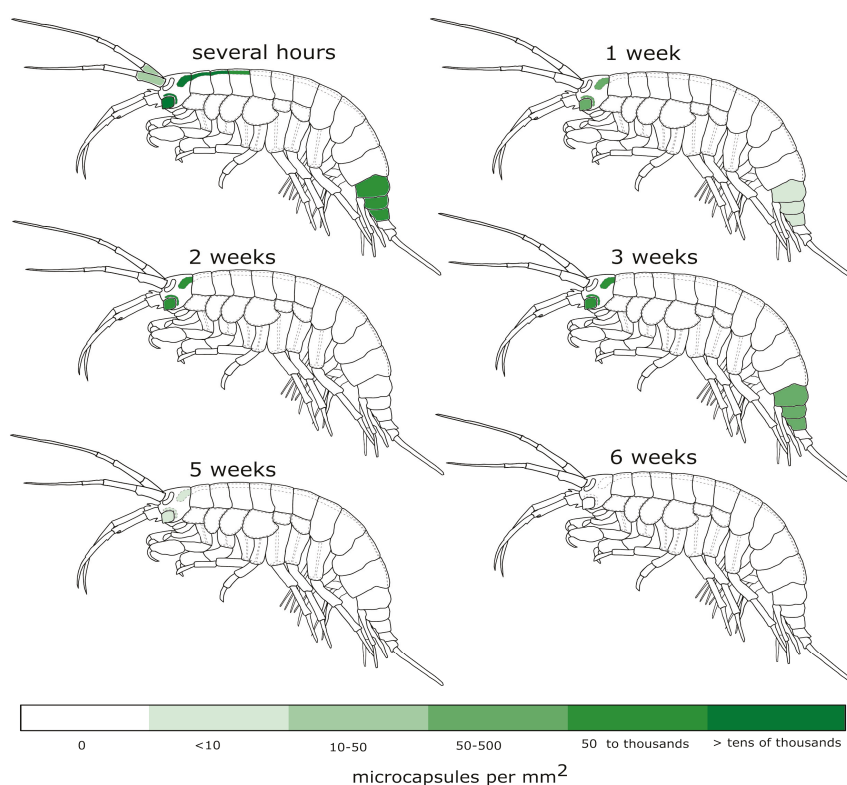 several hours
1 week
2 weeks
3 weeks
5 weeks
6 weeks
0 <10 10-50 50-500 50 to thousands > tens of thousands
microcapsules per mm2